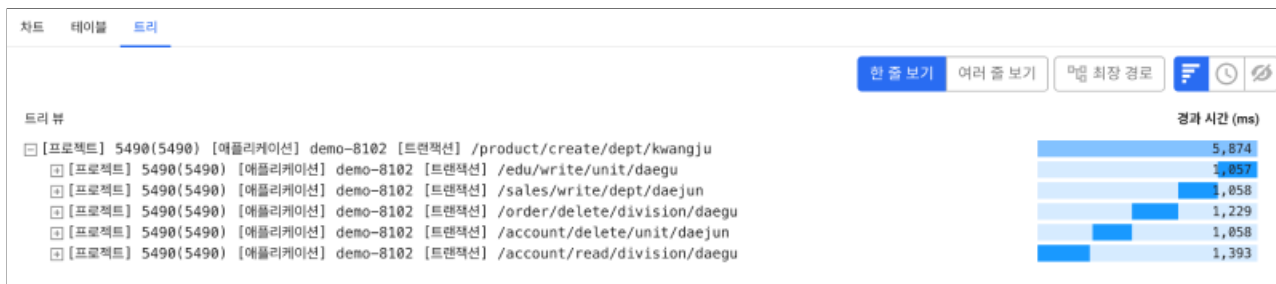 차트 테이블 트리
한 줄 보기 여러 줄 보기 최장 경로
트리 뷰 경과 시간 (ms)
[프로젝트] 5490(5490) [애플리케이션] demo-8102 [트랜잭션] /product/create/dept/kwangju 5,874
[프로젝트] 5490(5490) [애플리케이션] demo-8102 [트랜잭션] /edu/write/unit/daegu 1,057
[프로젝트] 5490(5490) [애플리케이션] demo-8102 [트랜잭션] /sales/write/dept/daejun 1,058
[프로젝트] 5490(5490) [애플리케이션] demo-8102 [트랜잭션] /order/delete/division/daegu 1,229
[프로젝트] 5490(5490) [애플리케이션] demo-8102 [트랜잭션] /account/delete/unit/daejun 1,058
[프로젝트] 5490(5490) [애플리케이션] demo-8102 [트랜잭션] /account/read/division/daegu 1,393